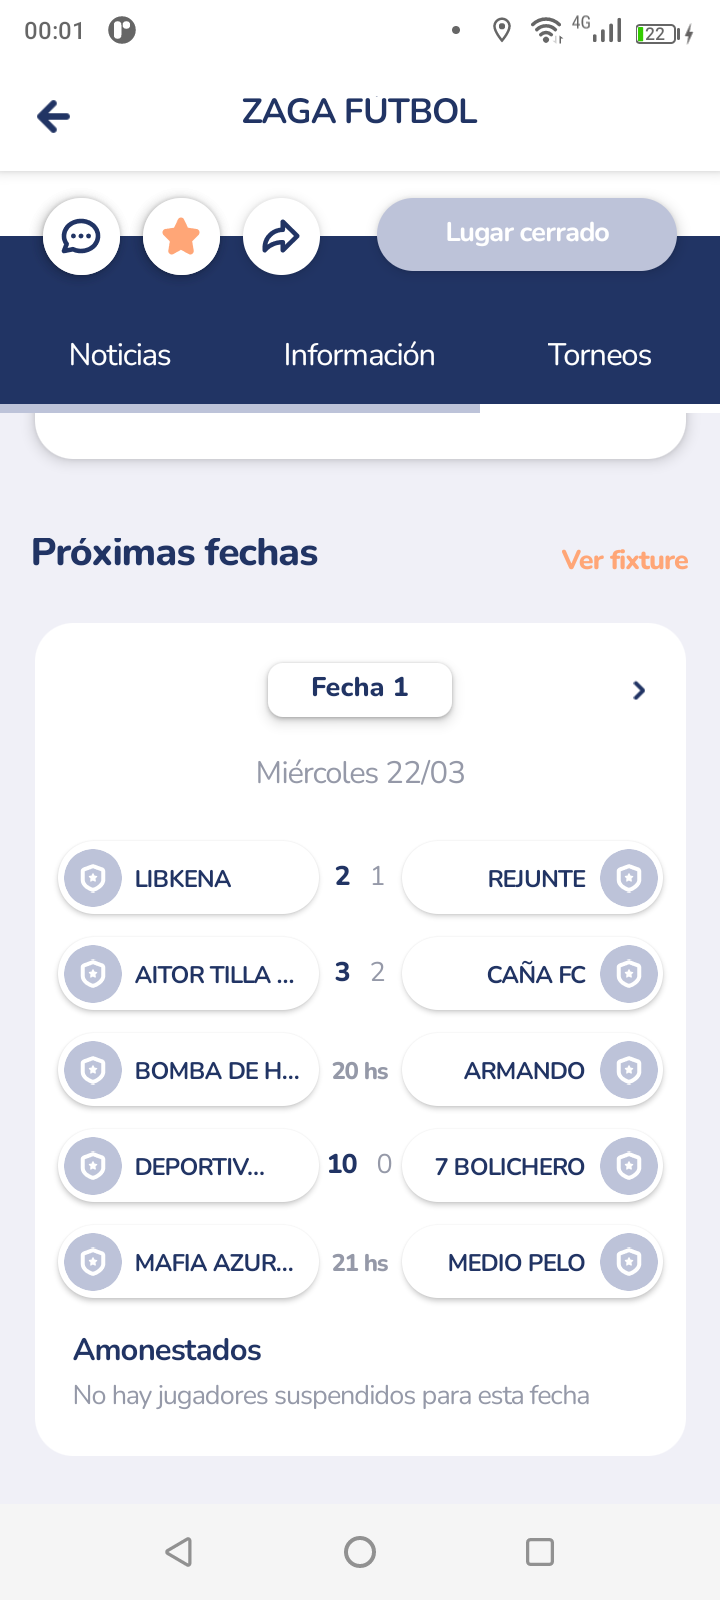 00:01
4G
22
ZAGA FÚTBOL
Lugar cerrado
Noticias Información Torneos
Próximas fechas
Ver fixture
Fecha 1
Miércoles 22/03
LIBKENA 2 1 REJUNTE
AITOR TILLA ... 3 2 CAÑA FC
BOMBA DE H... 20 hs ARMANDO
DEPORTIV... 10 0 7 BOLICHERO
MAFIA AZUR... 21 hs MEDIO PELO
Amonestados
No hay jugadores suspendidos para esta fecha